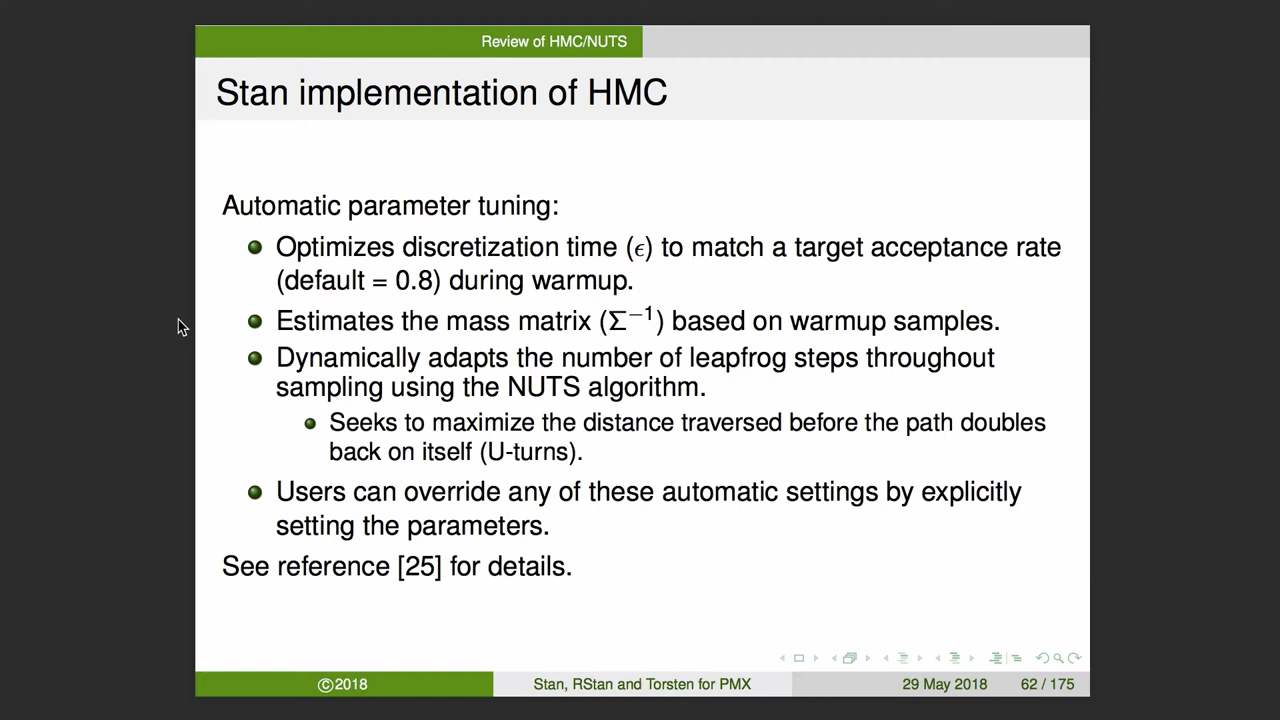 Review of HMC/NUTS
Stan implementation of HMC
Automatic parameter tuning:
Optimizes discretization time (ϵ) to match a target acceptance rate
(default = 0.8) during warmup.
Estimates the mass matrix (Σ⁻¹) based on warmup samples.
Dynamically adapts the number of leapfrog steps throughout
sampling using the NUTS algorithm.
Seeks to maximize the distance traversed before the path doubles
back on itself (U-turns).
Users can override any of these automatic settings by explicitly
setting the parameters.
See reference [25] for details.
©2018 Stan, RStan and Torsten for PMX 29 May 2018 62 / 175